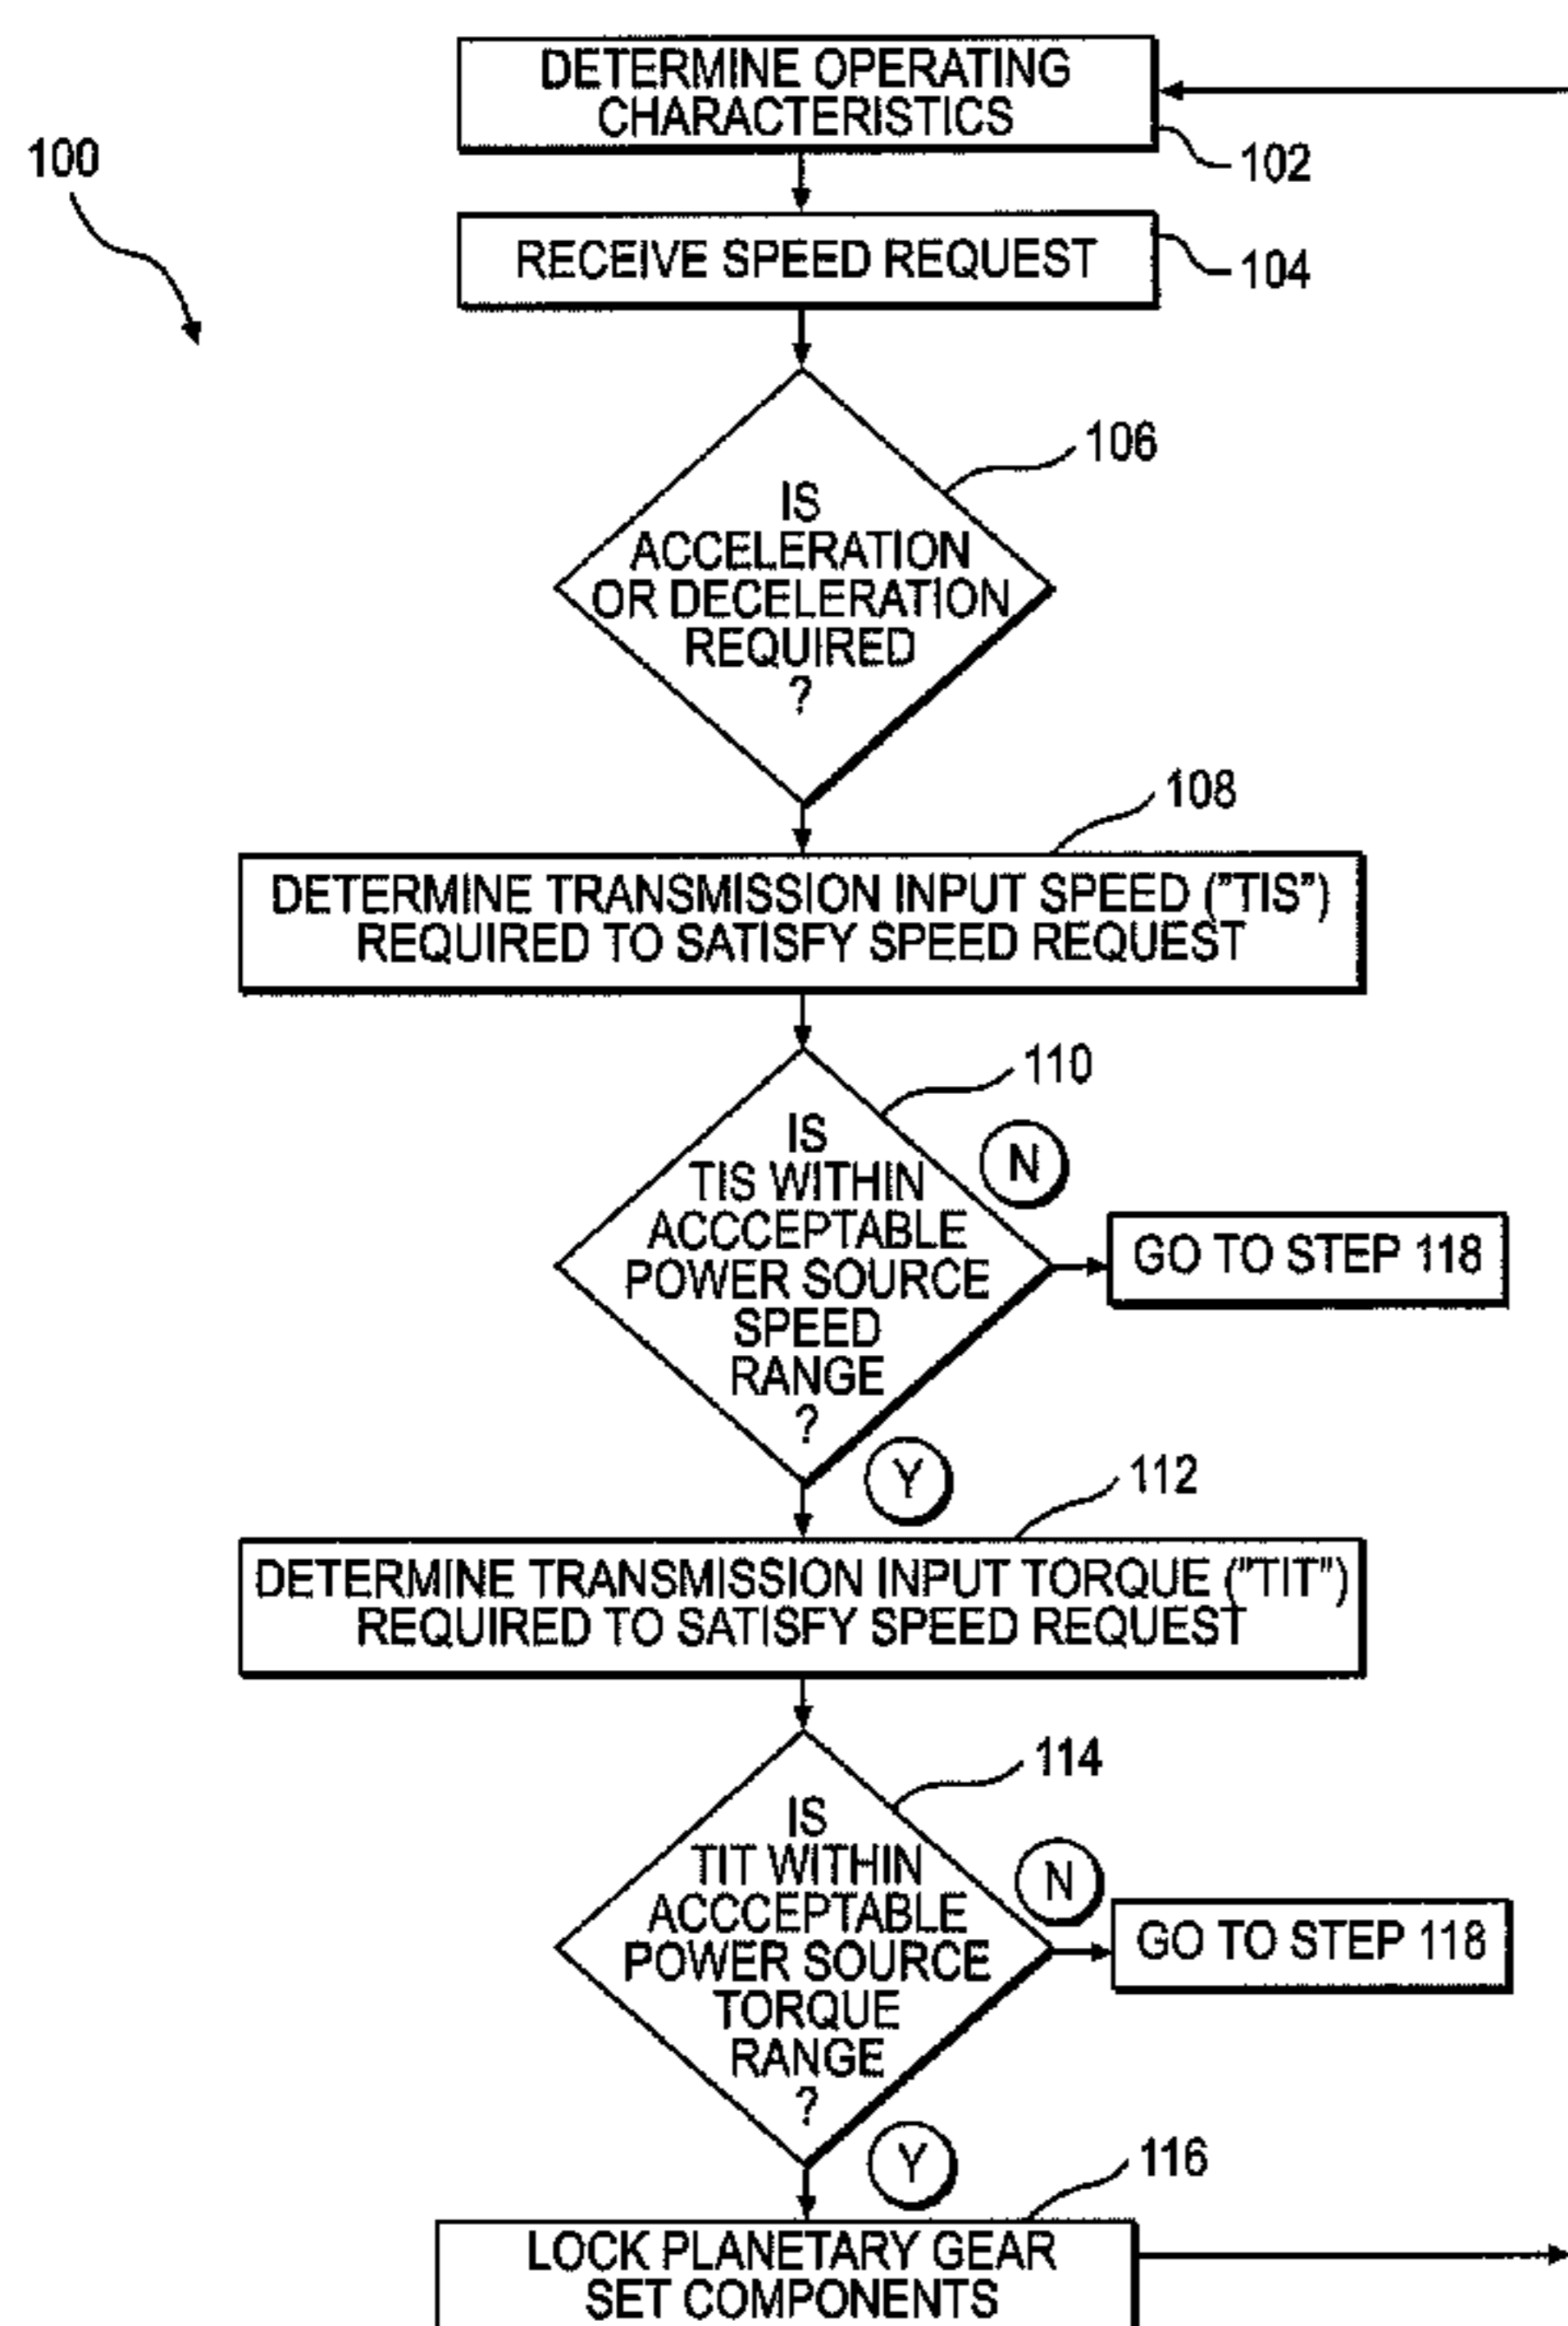 DETERMINE OPERATING
CHARACTERISTICS
100
102
RECEIVE SPEED REQUEST
104
106
IS
ACCELERATION
OR DECELERATION
REQUIRED
?
108
DETERMINE TRANSMISSION INPUT SPEED ("TIS")
REQUIRED TO SATISFY SPEED REQUEST
110
IS
TIS WITHIN
ACCCEPTABLE
POWER SOURCE
SPEED
RANGE
?
N
GO TO STEP 118
Y
112
DETERMINE TRANSMISSION INPUT TORQUE ("TIT")
REQUIRED TO SATISFY SPEED REQUEST
114
IS
TIT WITHIN
ACCCEPTABLE
POWER SOURCE
TORQUE
RANGE
?
N
GO TO STEP 118
Y
116
LOCK PLANETARY GEAR
SET COMPONENTS